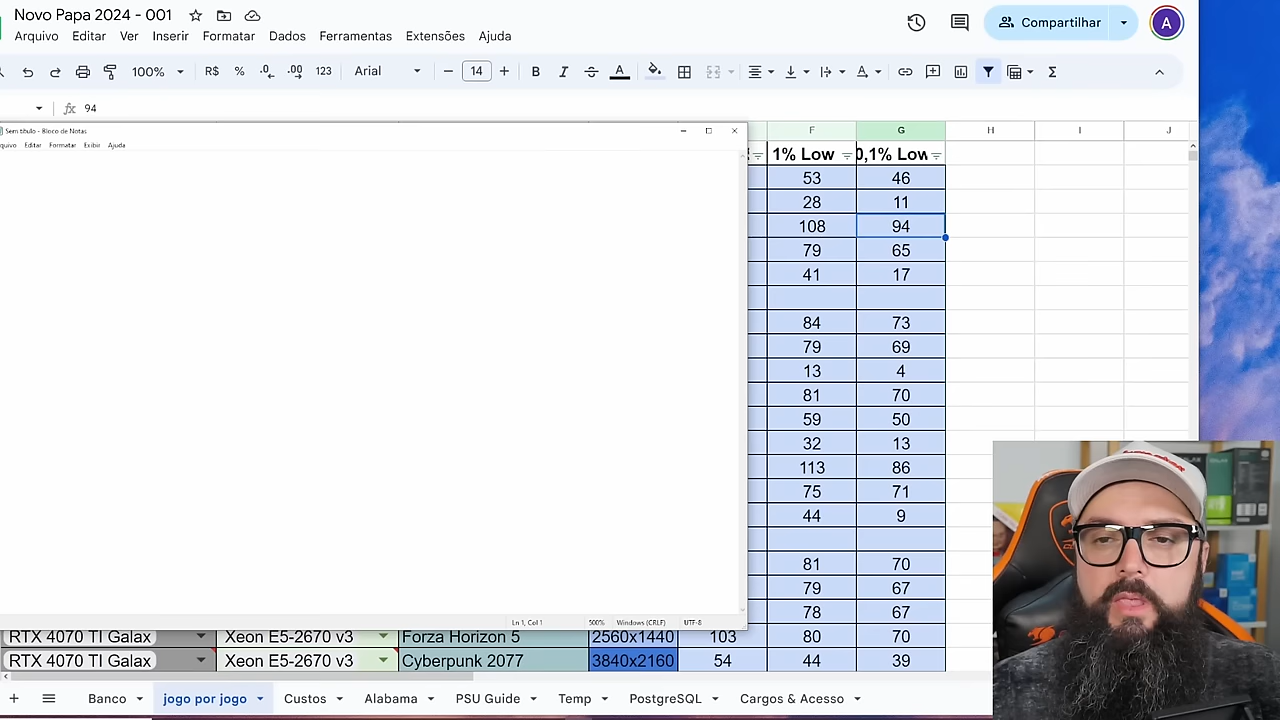 Novo Papa 2024 - 001
Arquivo Editar Ver Inserir Formatar Dados Ferramentas Extensões Ajuda
Compartilhar
A
100% R$ % .0 .00 123 Arial 14 B I A
fx 94
Sem título - Bloco de Notas
quivo Editar Formatar Exibir Ajuda
F G H I J
1% Low 0,1% Low
53 46
28 11
108 94
79 65
41 17
84 73
79 69
13 4
81 70
59 50
32 13
113 86
75 71
44 9
81 70
79 67
78 67
Ln 1, Col 1 500% Windows (CRLF) UTF-8
RTX 4070 TI Galax Xeon E5-2670 v3 Forza Horizon 5 2560x1440 103 80 70
RTX 4070 TI Galax Xeon E5-2670 v3 Cyberpunk 2077 3840x2160 54 44 39
Banco jogo por jogo Custos Alabama PSU Guide Temp PostgreSQL Cargos & Acesso